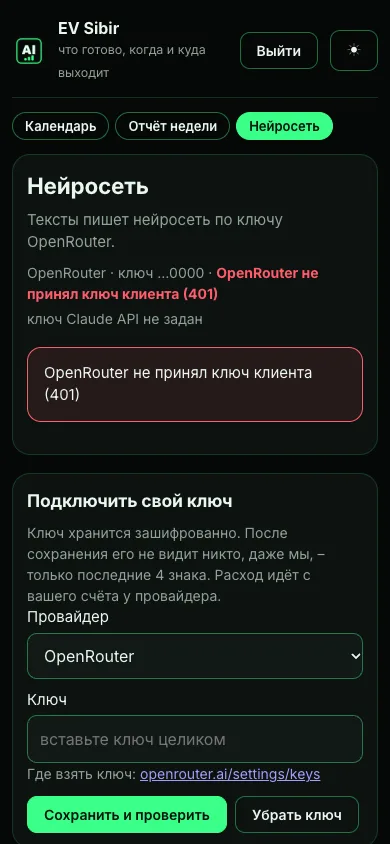 AI
EV Sibir
что готово, когда и куда
выходит
Выйти
☀
Календарь
Отчёт недели
Нейросеть
Нейросеть
Тексты пишет нейросеть по ключу
OpenRouter.
OpenRouter · ключ …0000 · OpenRouter не
принял ключ клиента (401)
ключ Claude API не задан
OpenRouter не принял ключ клиента
(401)
Подключить свой ключ
Ключ хранится зашифрованно. После
сохранения его не видит никто, даже мы, –
только последние 4 знака. Расход идёт с
вашего счёта у провайдера.
Провайдер
OpenRouter
Ключ
вставьте ключ целиком
Где взять ключ: openrouter.ai/settings/keys
Сохранить и проверить
Убрать ключ